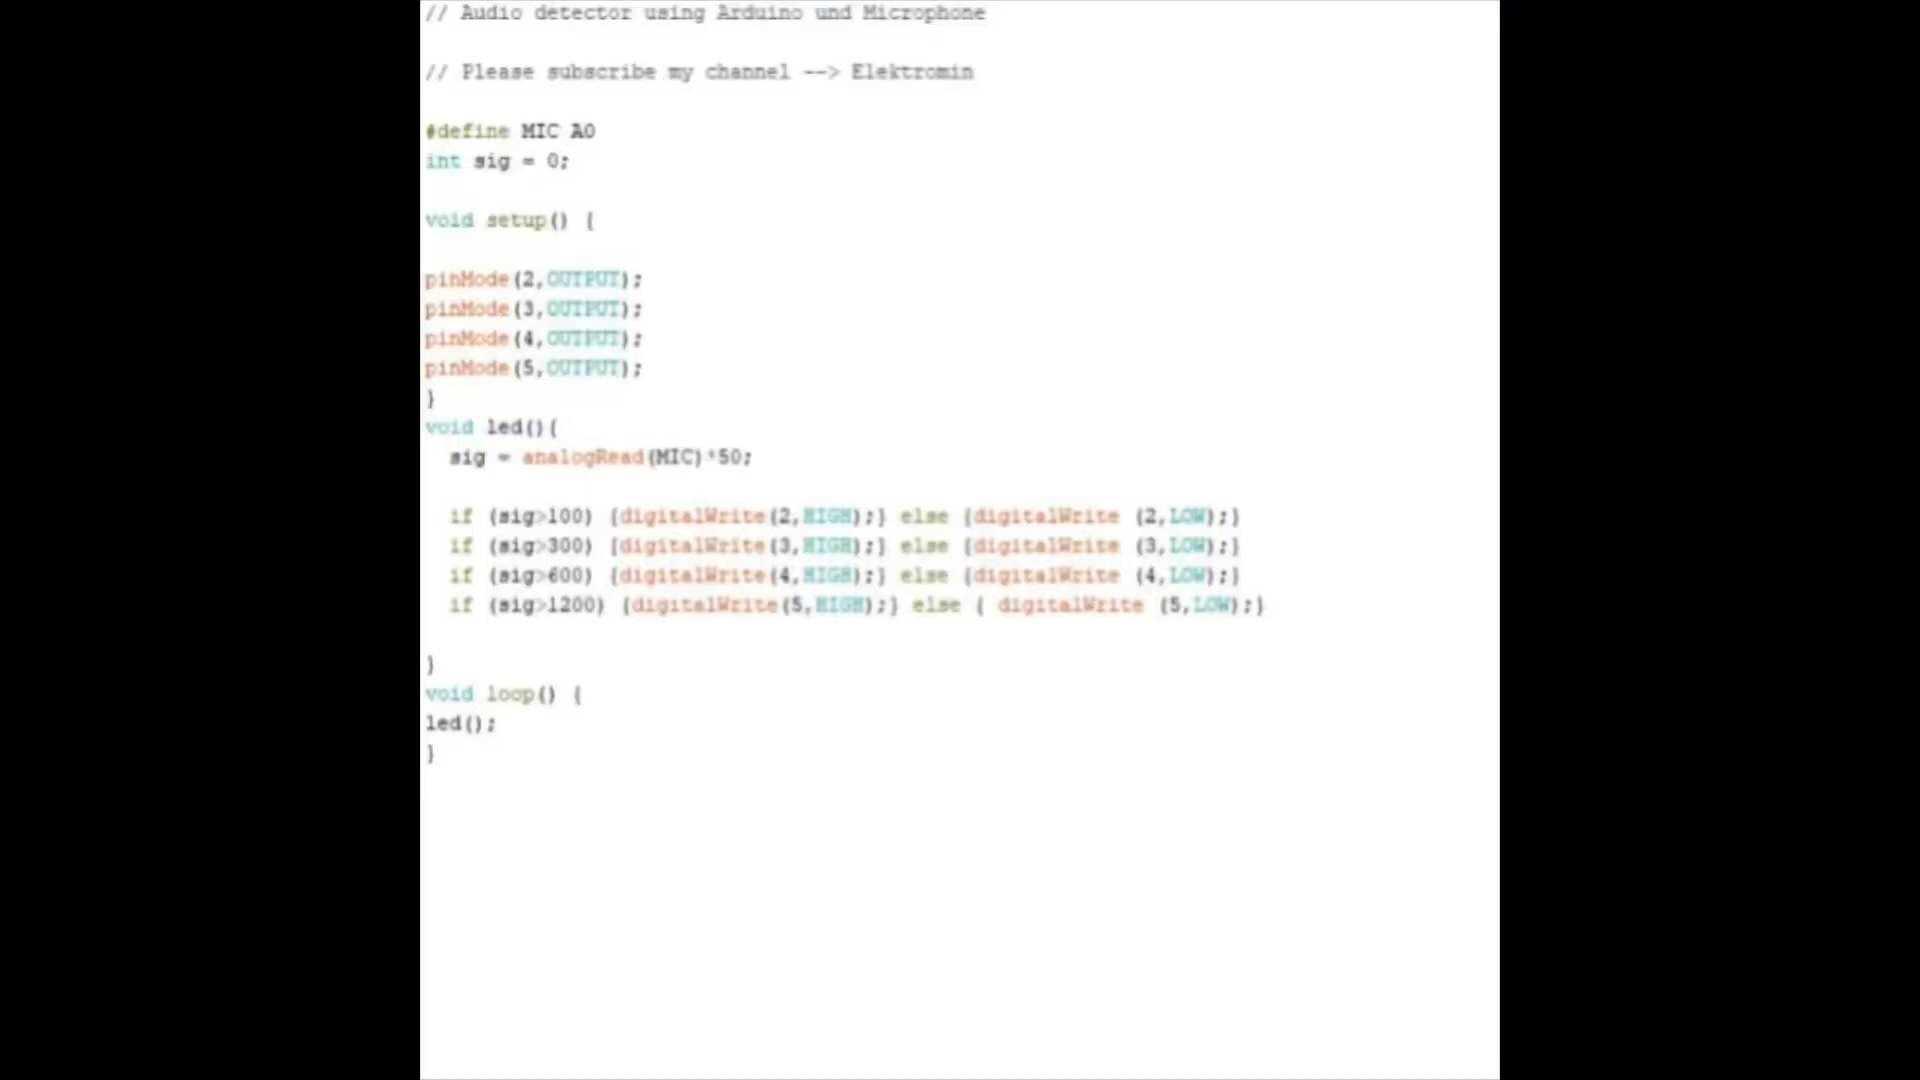 // Audio detector using Arduino und Microphone
// Please subscribe my channel --> Elektromin
#define MIC A0
int sig = 0;
void setup() {
pinMode(2,OUTPUT);
pinMode(3,OUTPUT);
pinMode(4,OUTPUT);
pinMode(5,OUTPUT);
}
void led(){
sig = analogRead(MIC)*50;
if (sig>100) {digitalWrite(2,HIGH);} else {digitalWrite (2,LOW);}
if (sig>300) {digitalWrite(3,HIGH);} else {digitalWrite (3,LOW);}
if (sig>600) {digitalWrite(4,HIGH);} else {digitalWrite (4,LOW);}
if (sig>1200) {digitalWrite(5,HIGH);} else { digitalWrite (5,LOW);}
}
void loop() {
led();
}